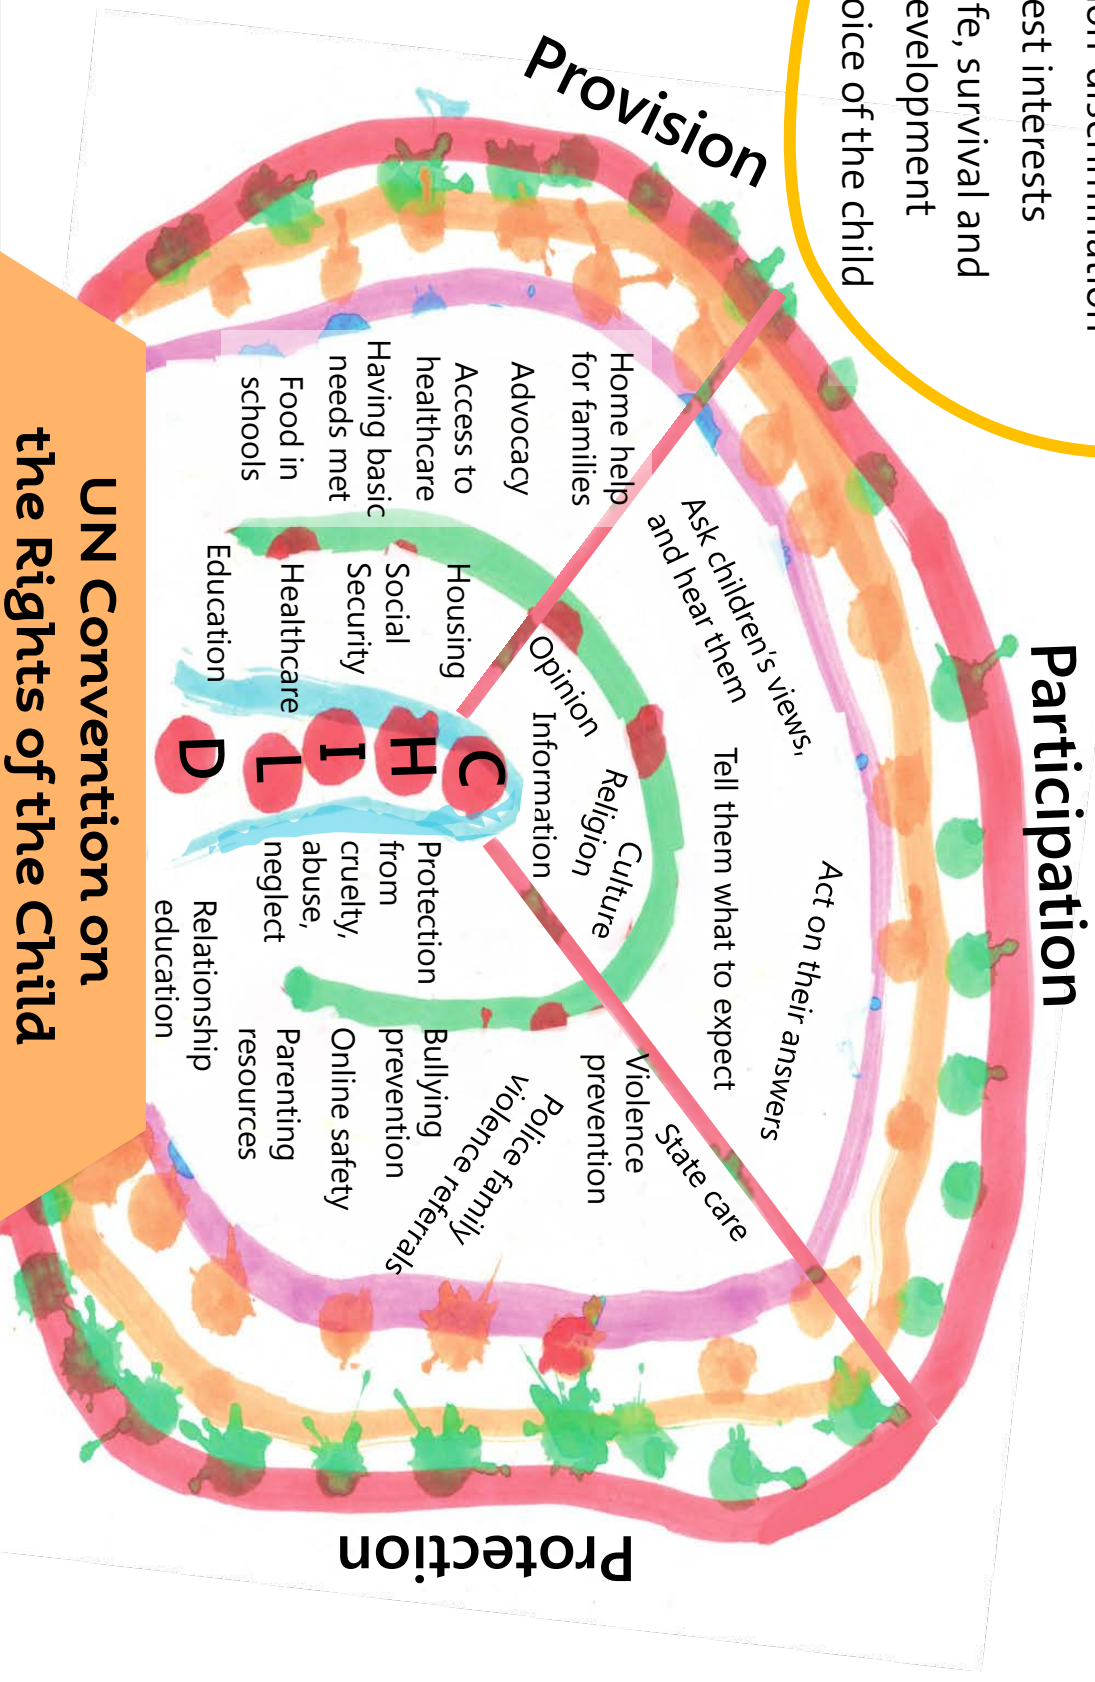 est interests
fe, survival and
evelopment
oice of the child
Participation
Provision
Protection
Home help
for families
Advocacy
Access to
healthcare
Having basic
needs met
Food in
schools
Housing
Social
Security
Healthcare
Education
Ask children's views,
and hear them
Tell them what to expect
Act on their answers
Opinion
Information
Religion
Culture
C
H
I
L
D
Protection
from
cruelty,
abuse,
neglect
Relationship
education
State care
Violence
prevention
Police family
violence referrals
Bullying
prevention
Online safety
Parenting
resources
UN Convention on
the Rights of the Child